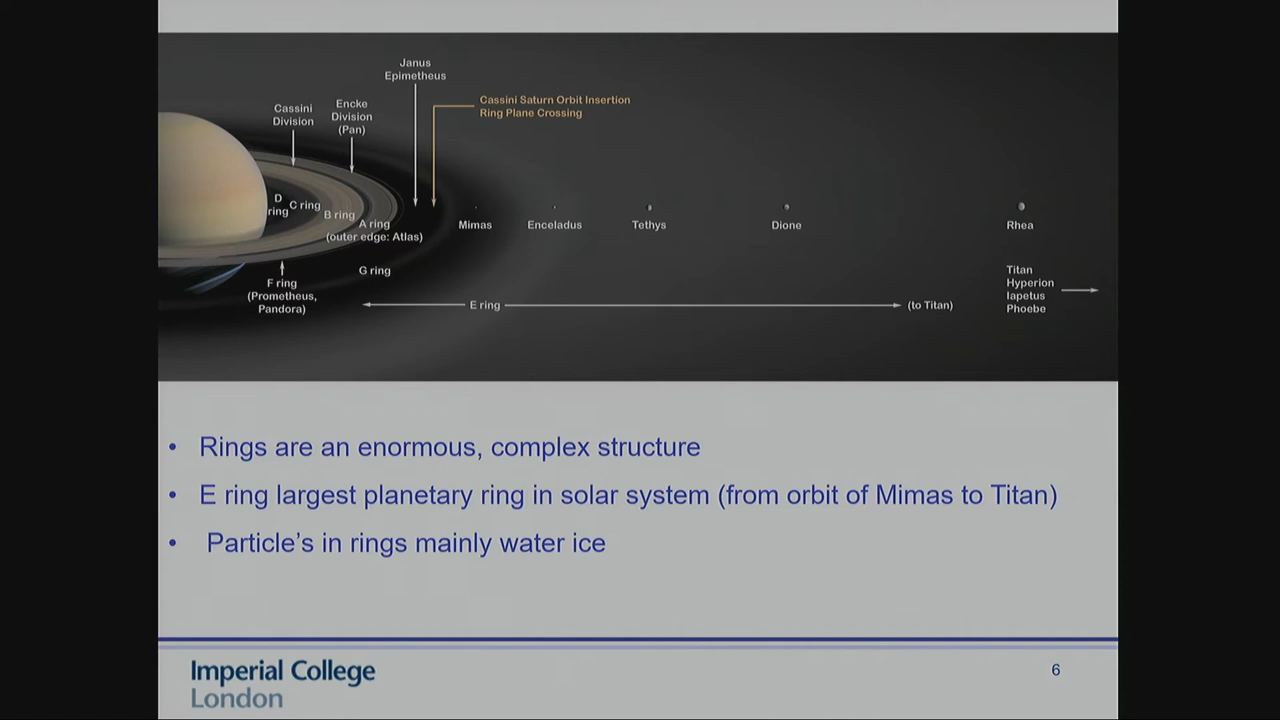 Janus
Epimetheus
Cassini Saturn Orbit Insertion
Ring Plane Crossing
Cassini
Division
Encke
Division
(Pan)
D
ring
C ring
B ring
A ring
(outer edge: Atlas)
Mimas
Enceladus
Tethys
Dione
Rhea
F ring
(Prometheus,
Pandora)
G ring
E ring
(to Titan)
Titan
Hyperion
Iapetus
Phoebe
• Rings are an enormous, complex structure
• E ring largest planetary ring in solar system (from orbit of Mimas to Titan)
• Particle's in rings mainly water ice
Imperial College
London
6